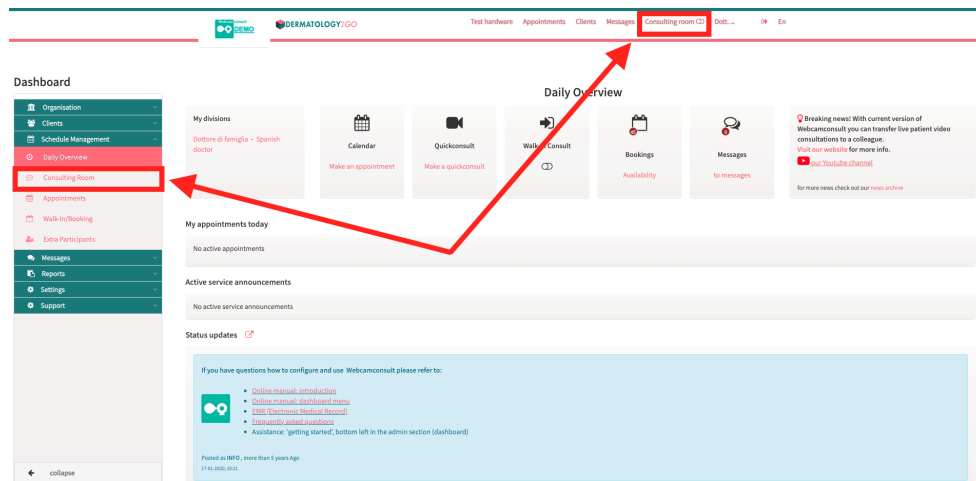 Webcamconsult
DEMO
DERMATOLOGY2GO
Test hardware Appointments Clients Messages Consulting room Dott. En
Dashboard
Organisation
Clients
Schedule Management
Daily Overview
Consulting Room
Appointments
Walk-In/Booking
Extra Participants
Messages
Reports
Settings
Support
collapse
Daily Overview
My divisions
Dottore di famiglia – Spanish
doctor
Calendar
Make an appointment
Quickconsult
Make a quickconsult
Consult
Bookings
Availability
Messages
to messages
Breaking news! With current version of
Webcamconsult you can transfer live patient video
consultations to a colleague.
Visit our website for more info.
our Youtube channel
for more news check out our news archive
My appointments today
No active appointments
Active service announcements
No active service announcements
Status updates
If you have questions how to configure and use Webcamconsult please refer to:
• Online manual: introduction
• Online manual: dashboard menu
• EMR (Electronic Medical Record)
• Frequently asked questions
• Assistance: 'getting started', bottom left in the admin section (dashboard)
Posted as INFO , more than 5 years Ago
17-01-2020,